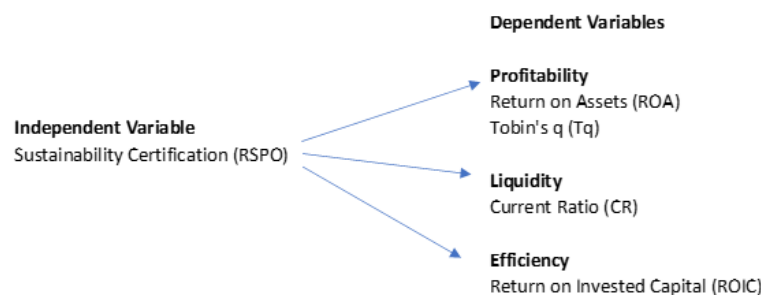 Dependent Variables
Profitability
Return on Assets (ROA)
Tobin's q (Tq)
Independent Variable
Sustainability Certification (RSPO)
Liquidity
Current Ratio (CR)
Efficiency
Return on Invested Capital (ROIC)